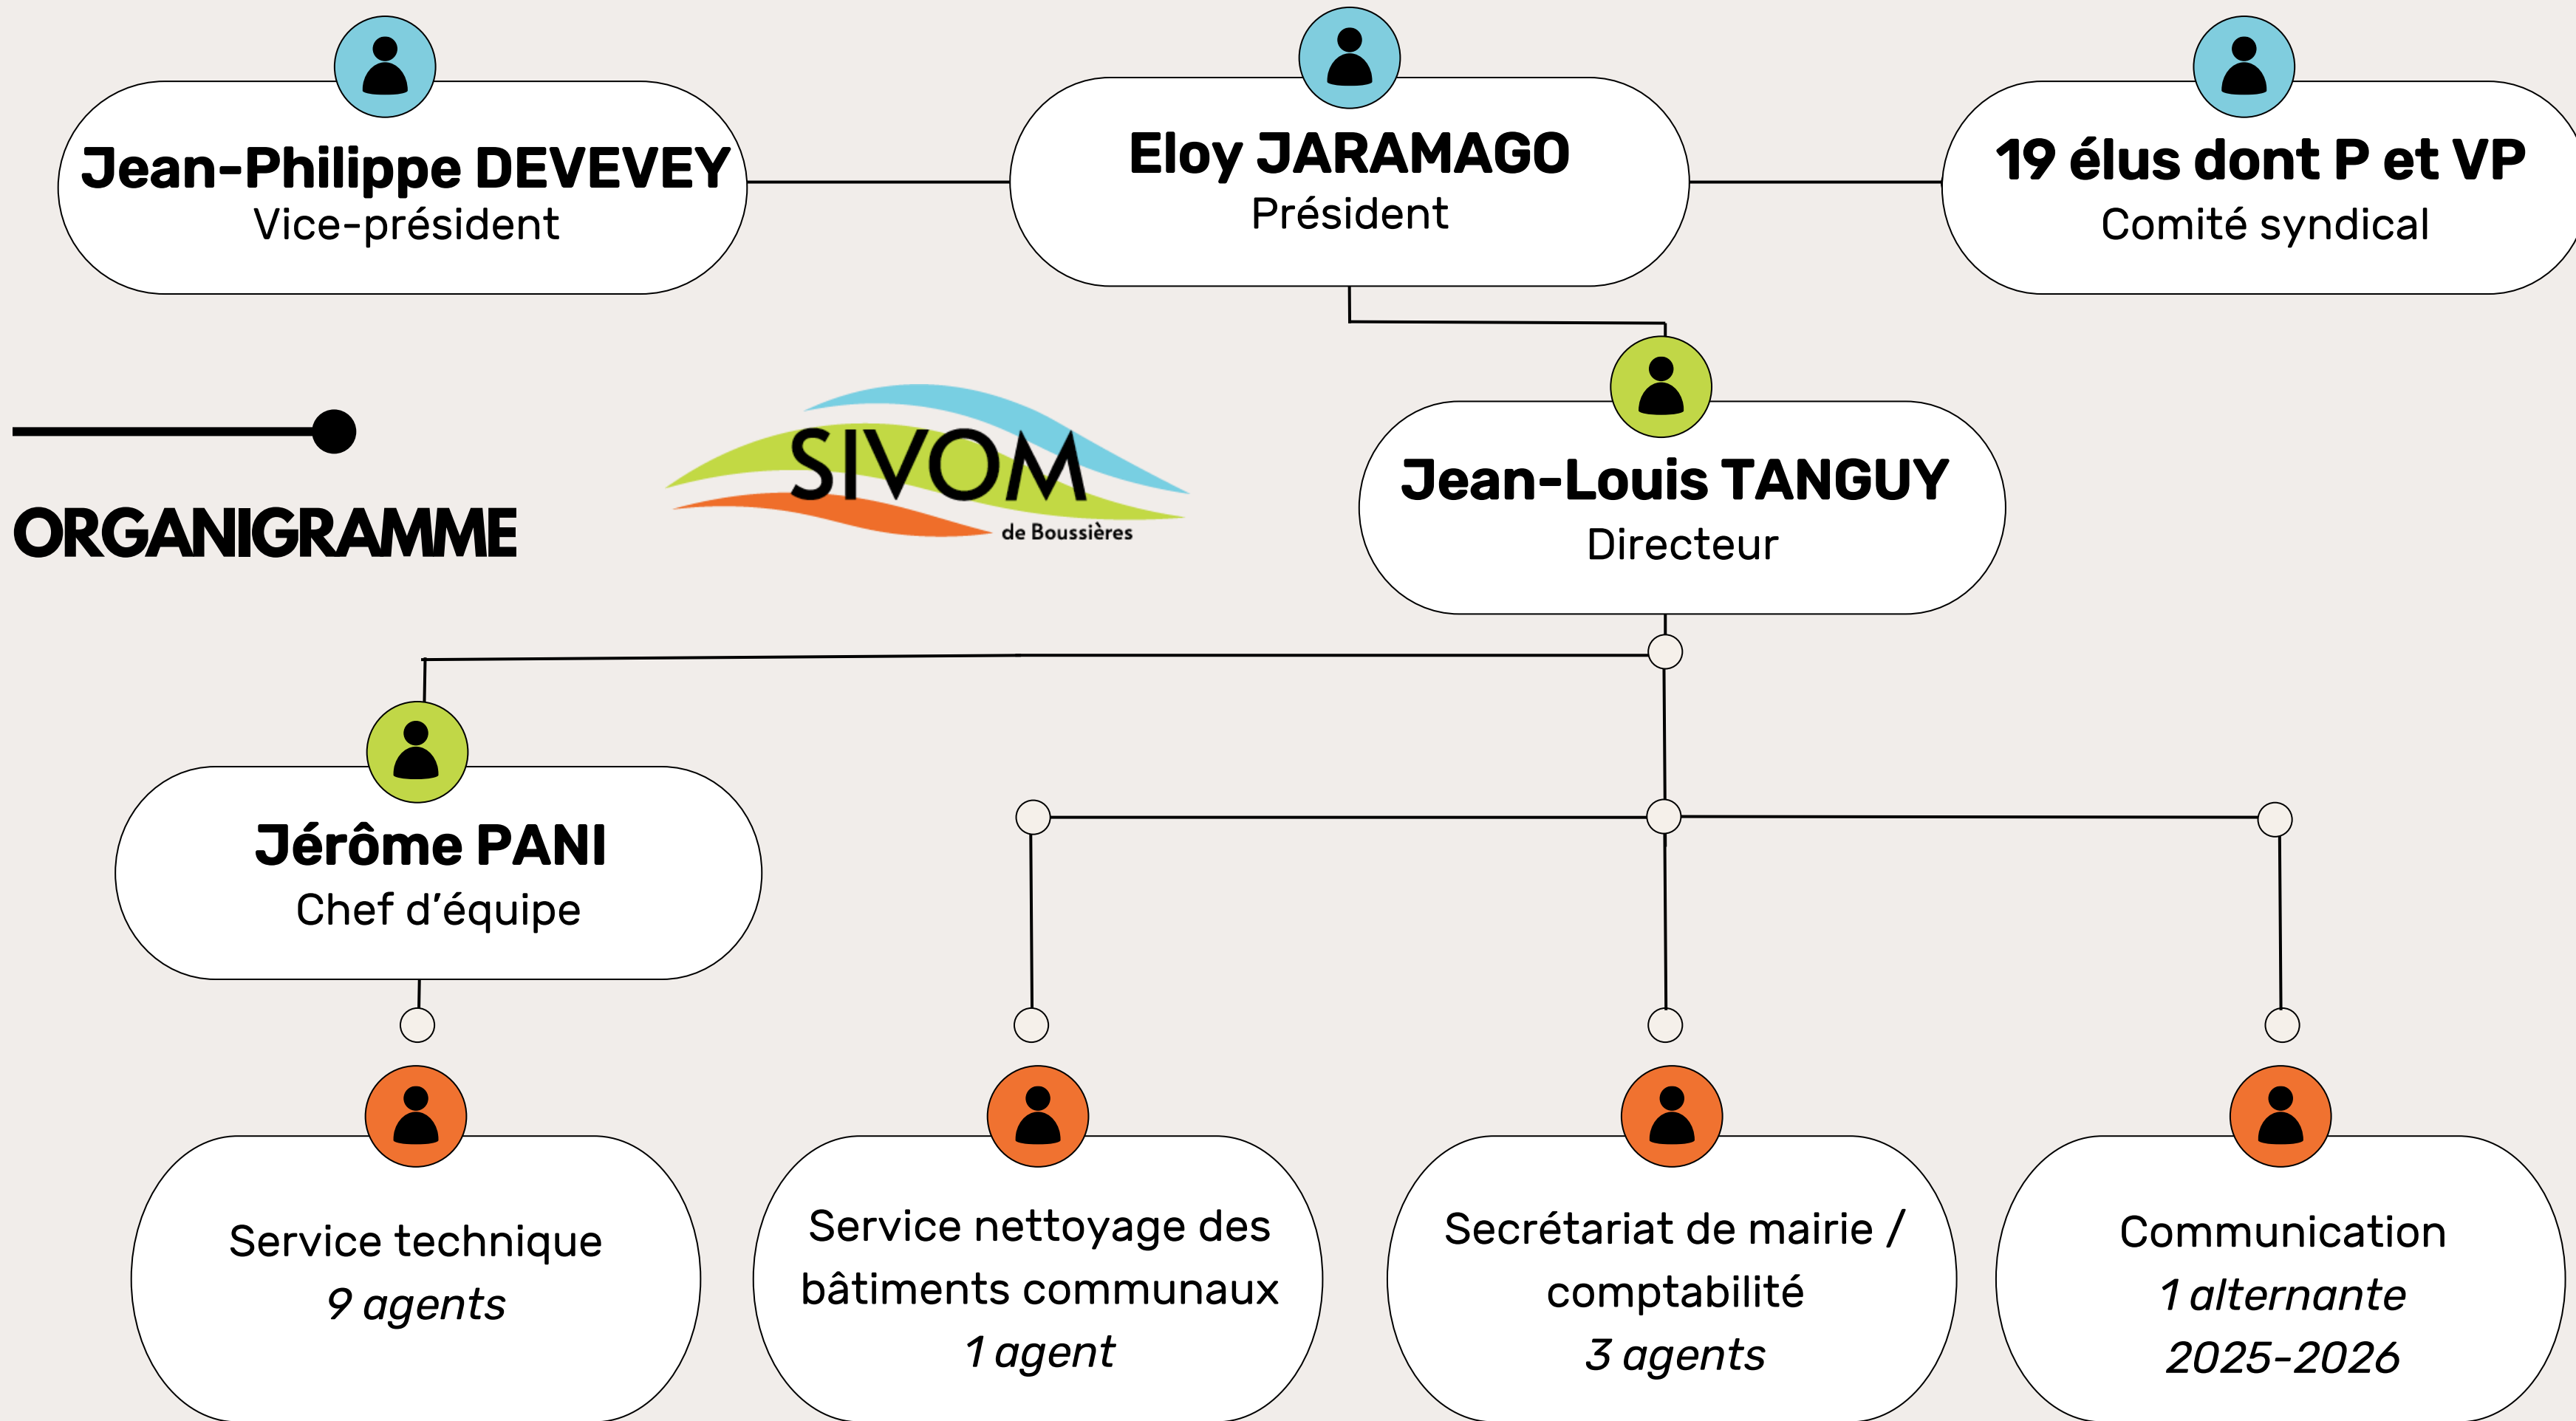 Jean-Philippe DEVEVEY
Vice-président
Eloy JARAMAGO
Président
19 élus dont P et VP
Comité syndical
ORGANIGRAMME
SIVOM
de Boussières
Jean-Louis TANGUY
Directeur
Jérôme PANI
Chef d'équipe
Service technique
9 agents
Service nettoyage des
bâtiments communaux
1 agent
Secrétariat de mairie /
comptabilité
3 agents
Communication
1 alternante
2025-2026